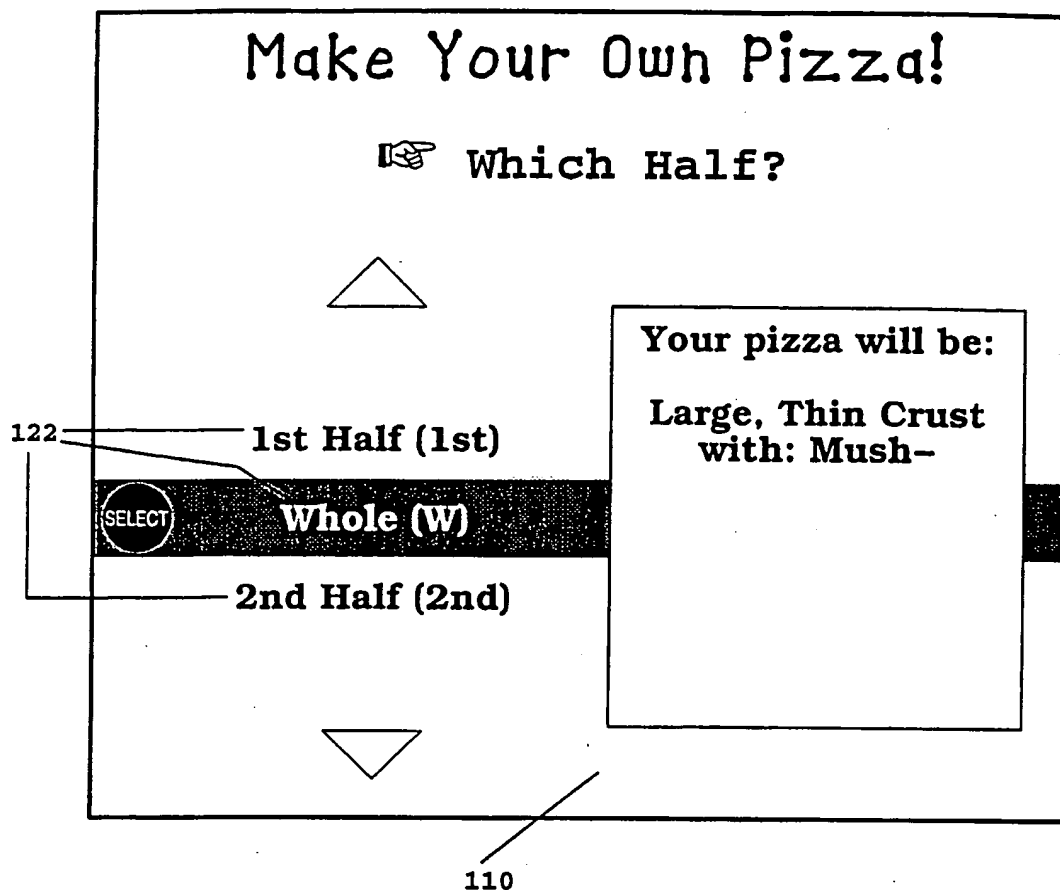 Make Your Own Pizza!
☞ Which Half?
Your pizza will be:
Large, Thin Crust
with: Mush–
122
1st Half (1st)
SELECT
Whole (W)
2nd Half (2nd)
110